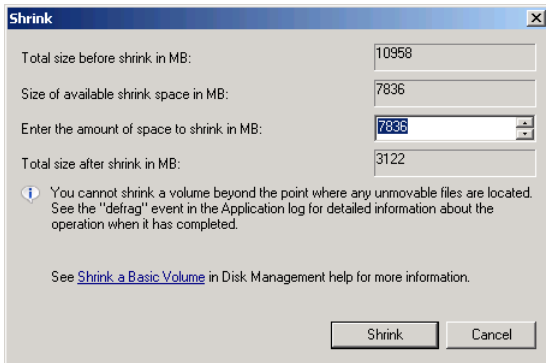 Shrink
Total size before shrink in MB: 10958
Size of available shrink space in MB: 7836
Enter the amount of space to shrink in MB: 7836
Total size after shrink in MB: 3122
You cannot shrink a volume beyond the point where any unmovable files are located.
See the "defrag" event in the Application log for detailed information about the
operation when it has completed.
See Shrink a Basic Volume in Disk Management help for more information.
Shrink Cancel